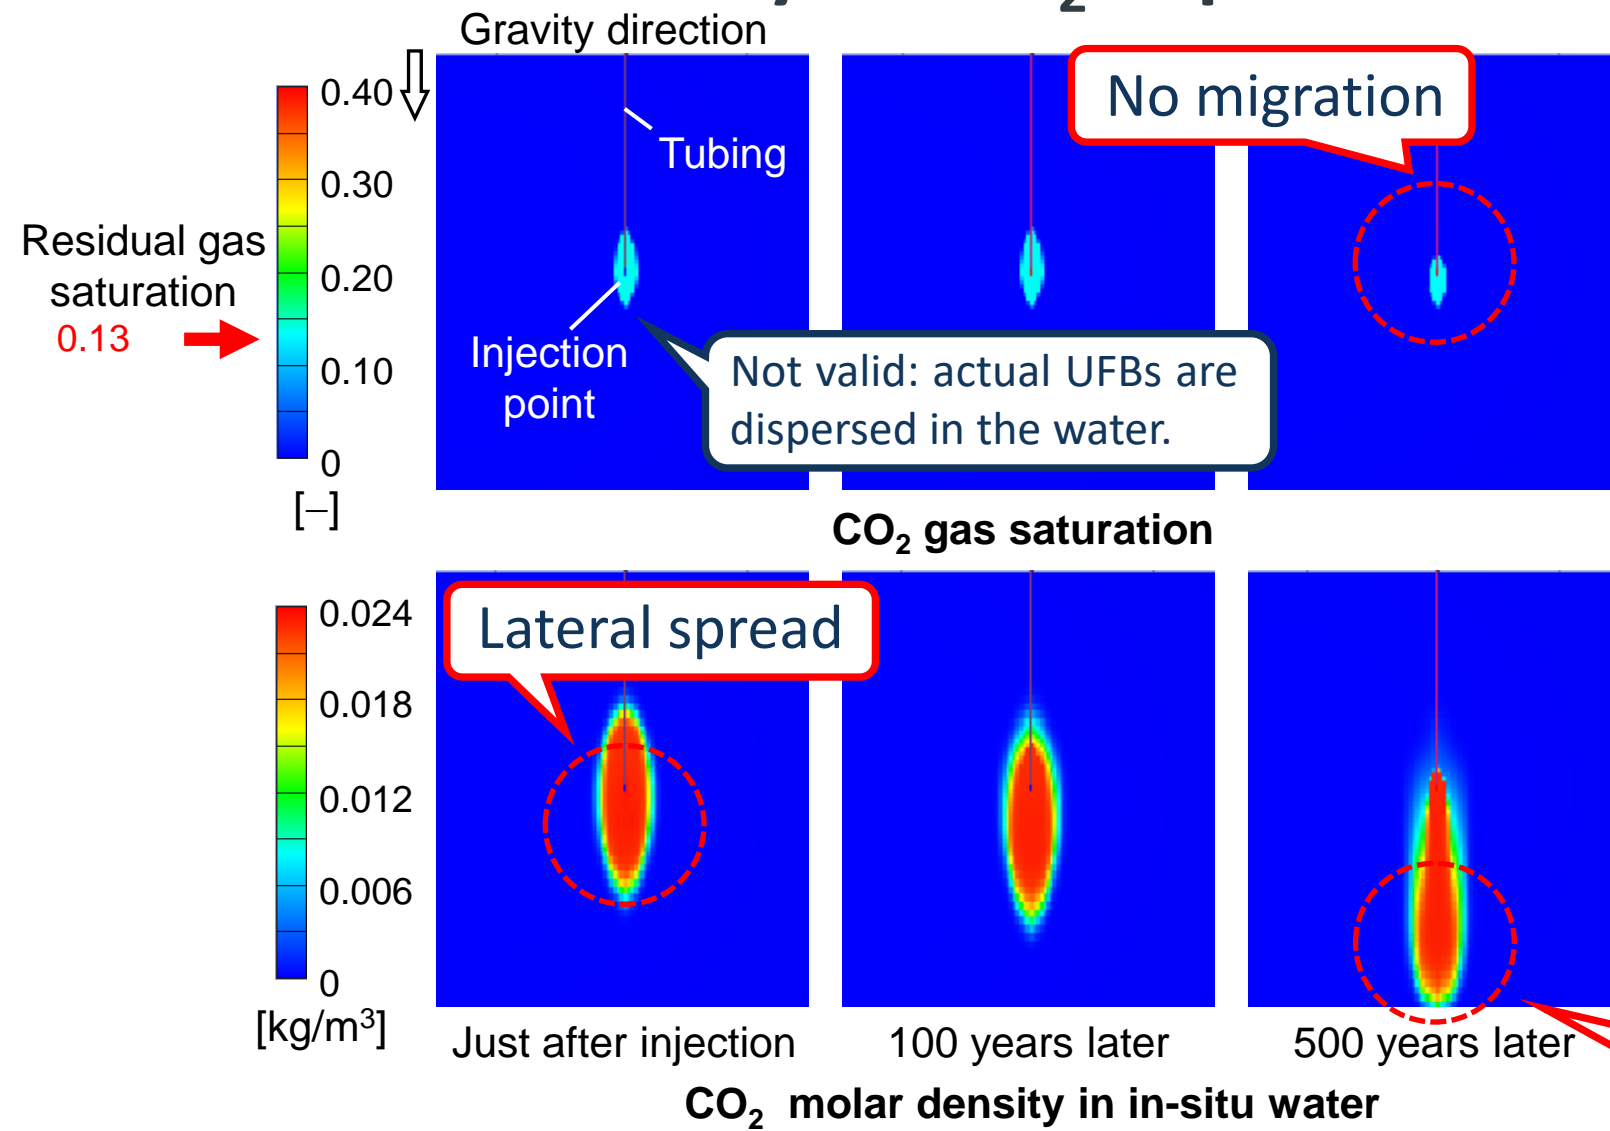 Gravity direction
0.40
0.30
0.20
0.10
0
[–]
Residual gas
saturation
0.13
Tubing
Injection
point
No migration
Not valid: actual UFBs are
dispersed in the water.
CO₂ gas saturation
0.024
0.018
0.012
0.006
0
[kg/m³]
Lateral spread
Just after injection
100 years later
500 years later
CO₂ molar density in in-situ water